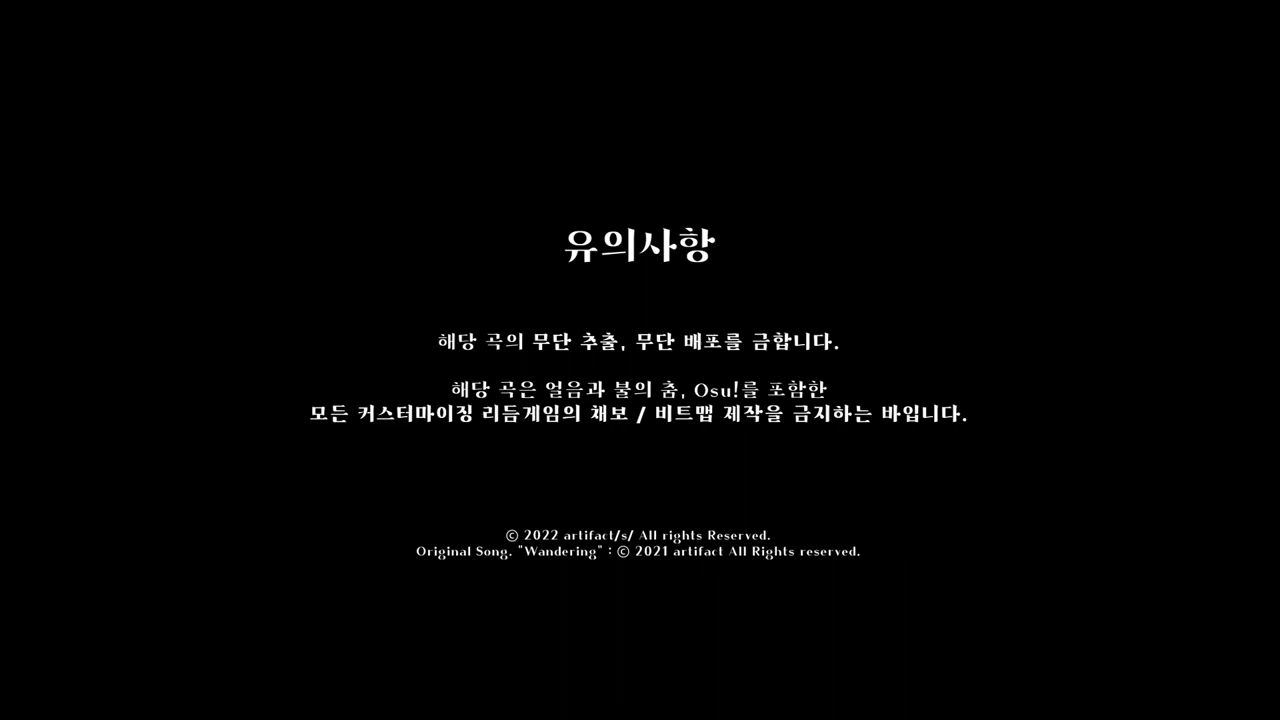 유의사항
해당 곡의 무단 추출, 무단 배포를 금합니다.
해당 곡은 얼음과 불의 춤, Osu!를 포함한
모든 커스터마이징 리듬게임의 채보 / 비트맵 제작을 금지하는 바입니다.
© 2022 artifact/s/ All rights Reserved.
Original Song. "Wandering" : © 2021 artifact All Rights reserved.